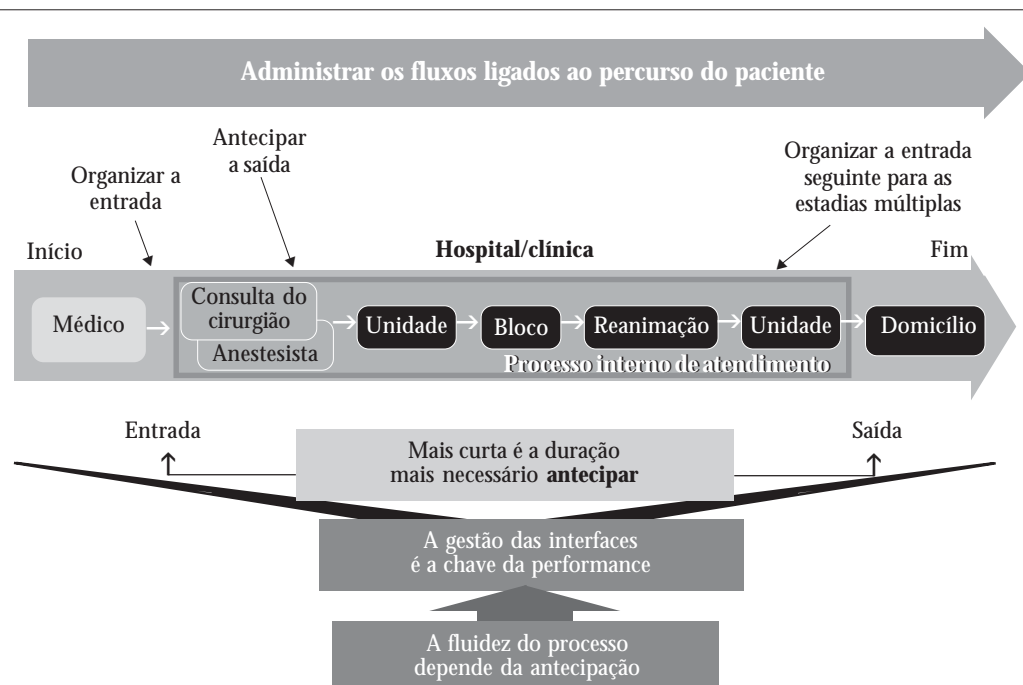 Administrar os fluxos ligados ao percurso do paciente
Antecipar
a saída
Organizar a
entrada
Organizar a entrada
seguinte para as
estadias múltiplas
Início
Hospital/clínica
Fim
Médico
Consulta do
cirurgião
Anestesista
Unidade
Bloco
Reanimação
Unidade
Domicílio
Processo interno de atendimento
Entrada
Saída
Mais curta é a duração
mais necessário antecipar
A gestão das interfaces
é a chave da performance
A fluidez do processo
depende da antecipação